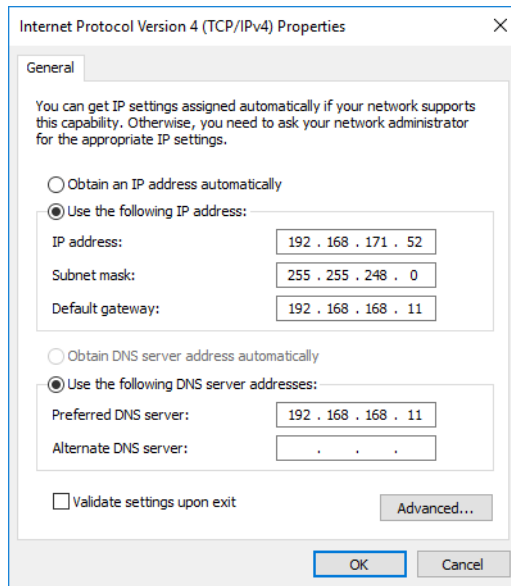 Internet Protocol Version 4 (TCP/IPv4) Properties
General
You can get IP settings assigned automatically if your network supports
this capability. Otherwise, you need to ask your network administrator
for the appropriate IP settings.
Obtain an IP address automatically
Use the following IP address:
IP address: 192 . 168 . 171 . 52
Subnet mask: 255 . 255 . 248 . 0
Default gateway: 192 . 168 . 168 . 11
Obtain DNS server address automatically
Use the following DNS server addresses:
Preferred DNS server: 192 . 168 . 168 . 11
Alternate DNS server: . . .
Validate settings upon exit
Advanced...
OK Cancel